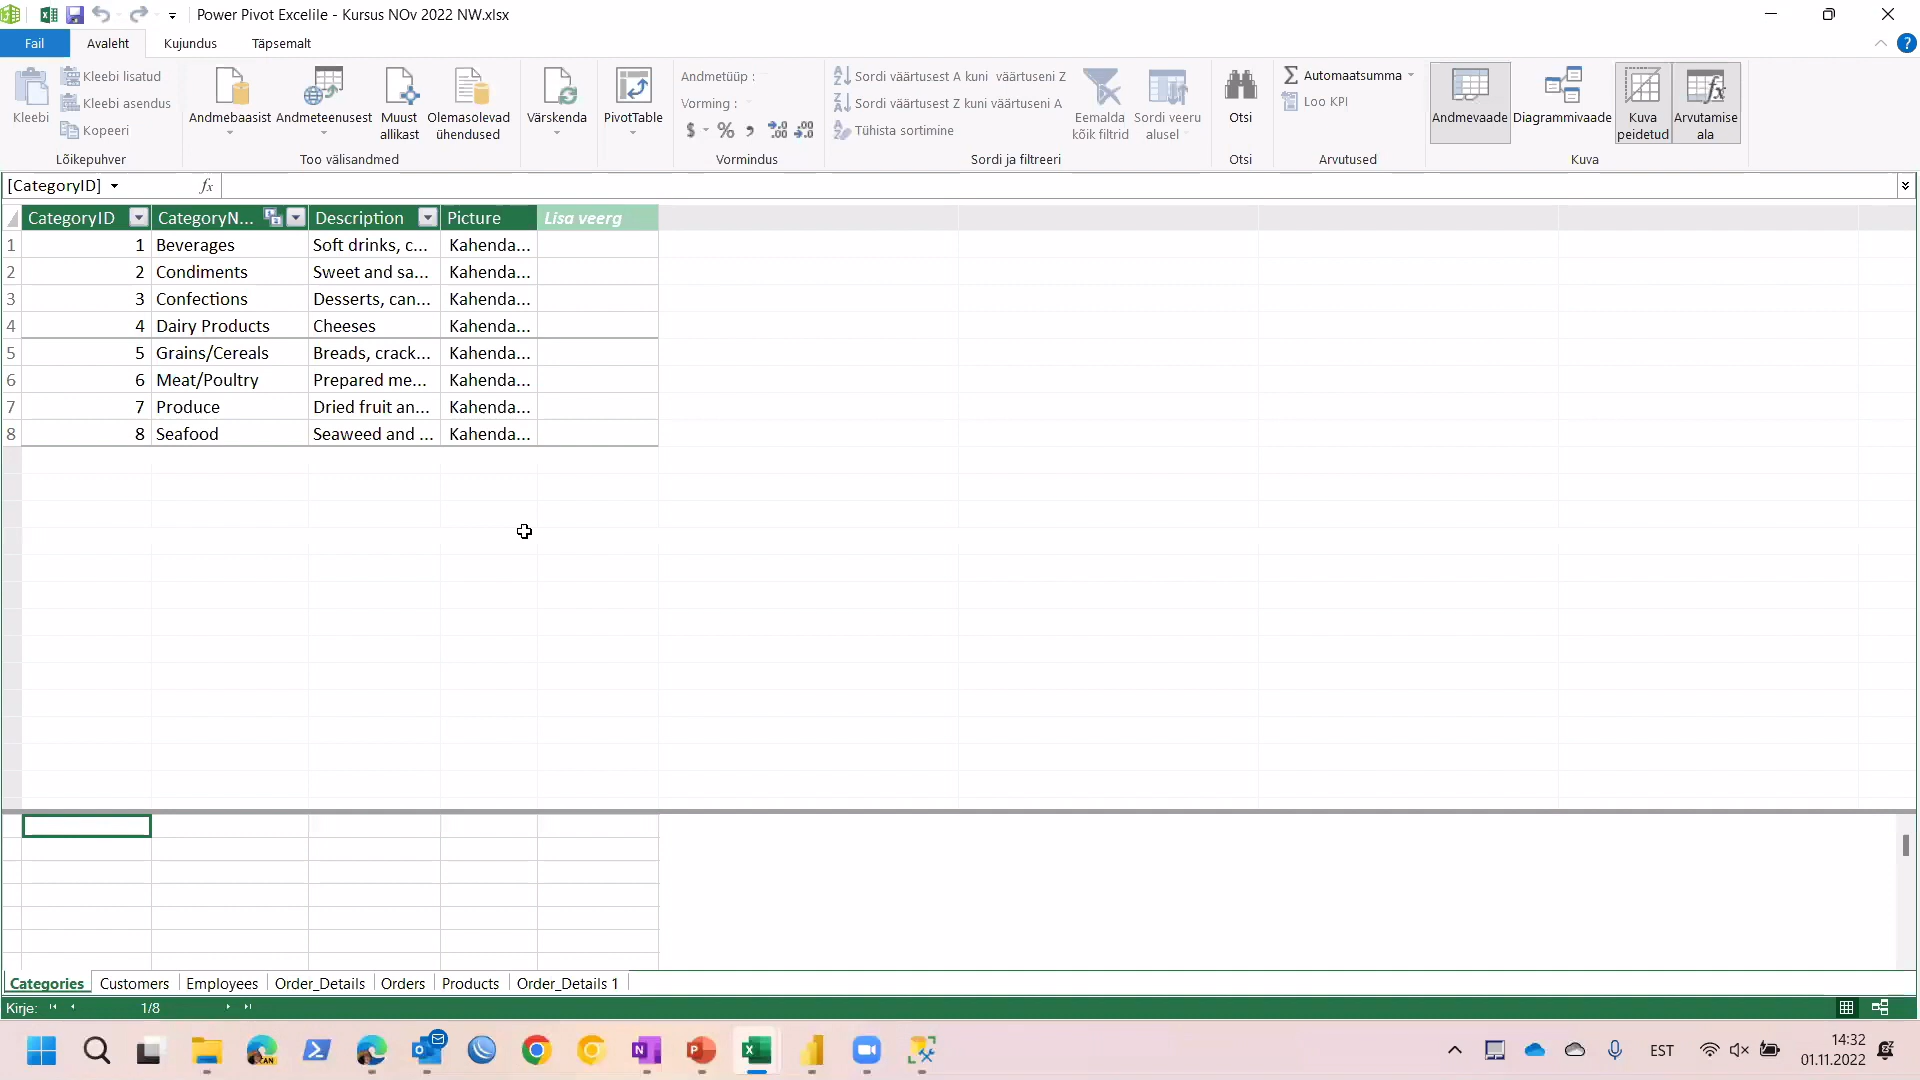 Power Pivot Excelile - Kursus NOv 2022 NW.xlsx
Fail Avaleht Kujundus Täpsemalt
Kleebi
Kleebi lisatud
Kleebi asendus
Kopeeri
Lõikepuhver
Andmebaasist
Andmeteenusest
Muust allikast
Olemasolevad ühendused
Too välisandmed
Värskenda
PivotTable
Andmetüüp :
Vorming :
$ % ,
Vormindus
Sordi väärtusest A kuni väärtuseni Z
Sordi väärtusest Z kuni väärtuseni A
Tühista sortimine
Eemalda kõik filtrid
Sordi veeru alusel
Sordi ja filtreeri
Otsi
Otsi
Automaatsumma
Loo KPI
Arvutused
Andmevaade
Diagrammivaade
Kuva peidetud
Arvutamise ala
Kuva
[CategoryID] fx
CategoryID CategoryN... Description Picture Lisa veerg
1 1 Beverages Soft drinks, c... Kahenda...
2 2 Condiments Sweet and sa... Kahenda...
3 3 Confections Desserts, can... Kahenda...
4 4 Dairy Products Cheeses Kahenda...
5 5 Grains/Cereals Breads, crack... Kahenda...
6 6 Meat/Poultry Prepared me... Kahenda...
7 7 Produce Dried fruit an... Kahenda...
8 8 Seafood Seaweed and ... Kahenda...
Categories Customers Employees Order_Details Orders Products Order_Details 1
Kirje: 1/8
EST
14:32
01.11.2022